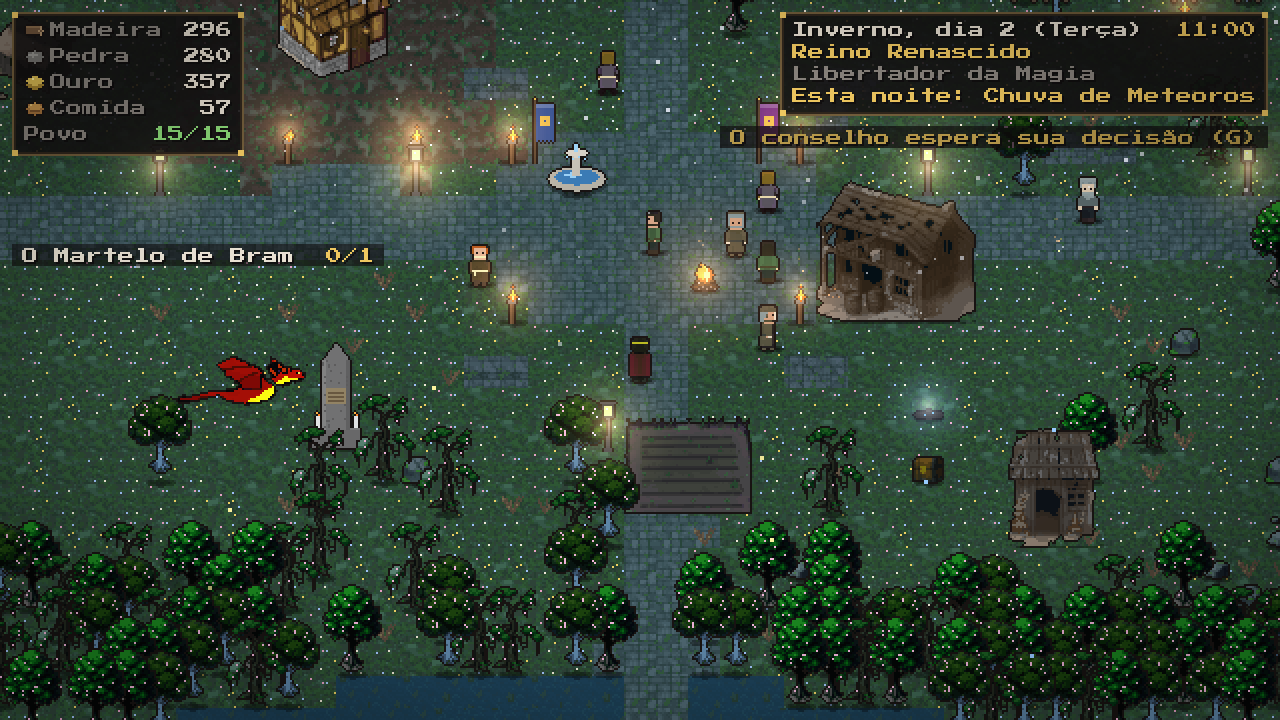 Madeira 296
Pedra 280
Ouro 357
Comida 57
Povo 15/15
Inverno, dia 2 (Terça) 11:00
Reino Renascido
Libertador da Magia
Esta noite: Chuva de Meteoros
O conselho espera sua decisão (G)
O Martelo de Bram 0/1